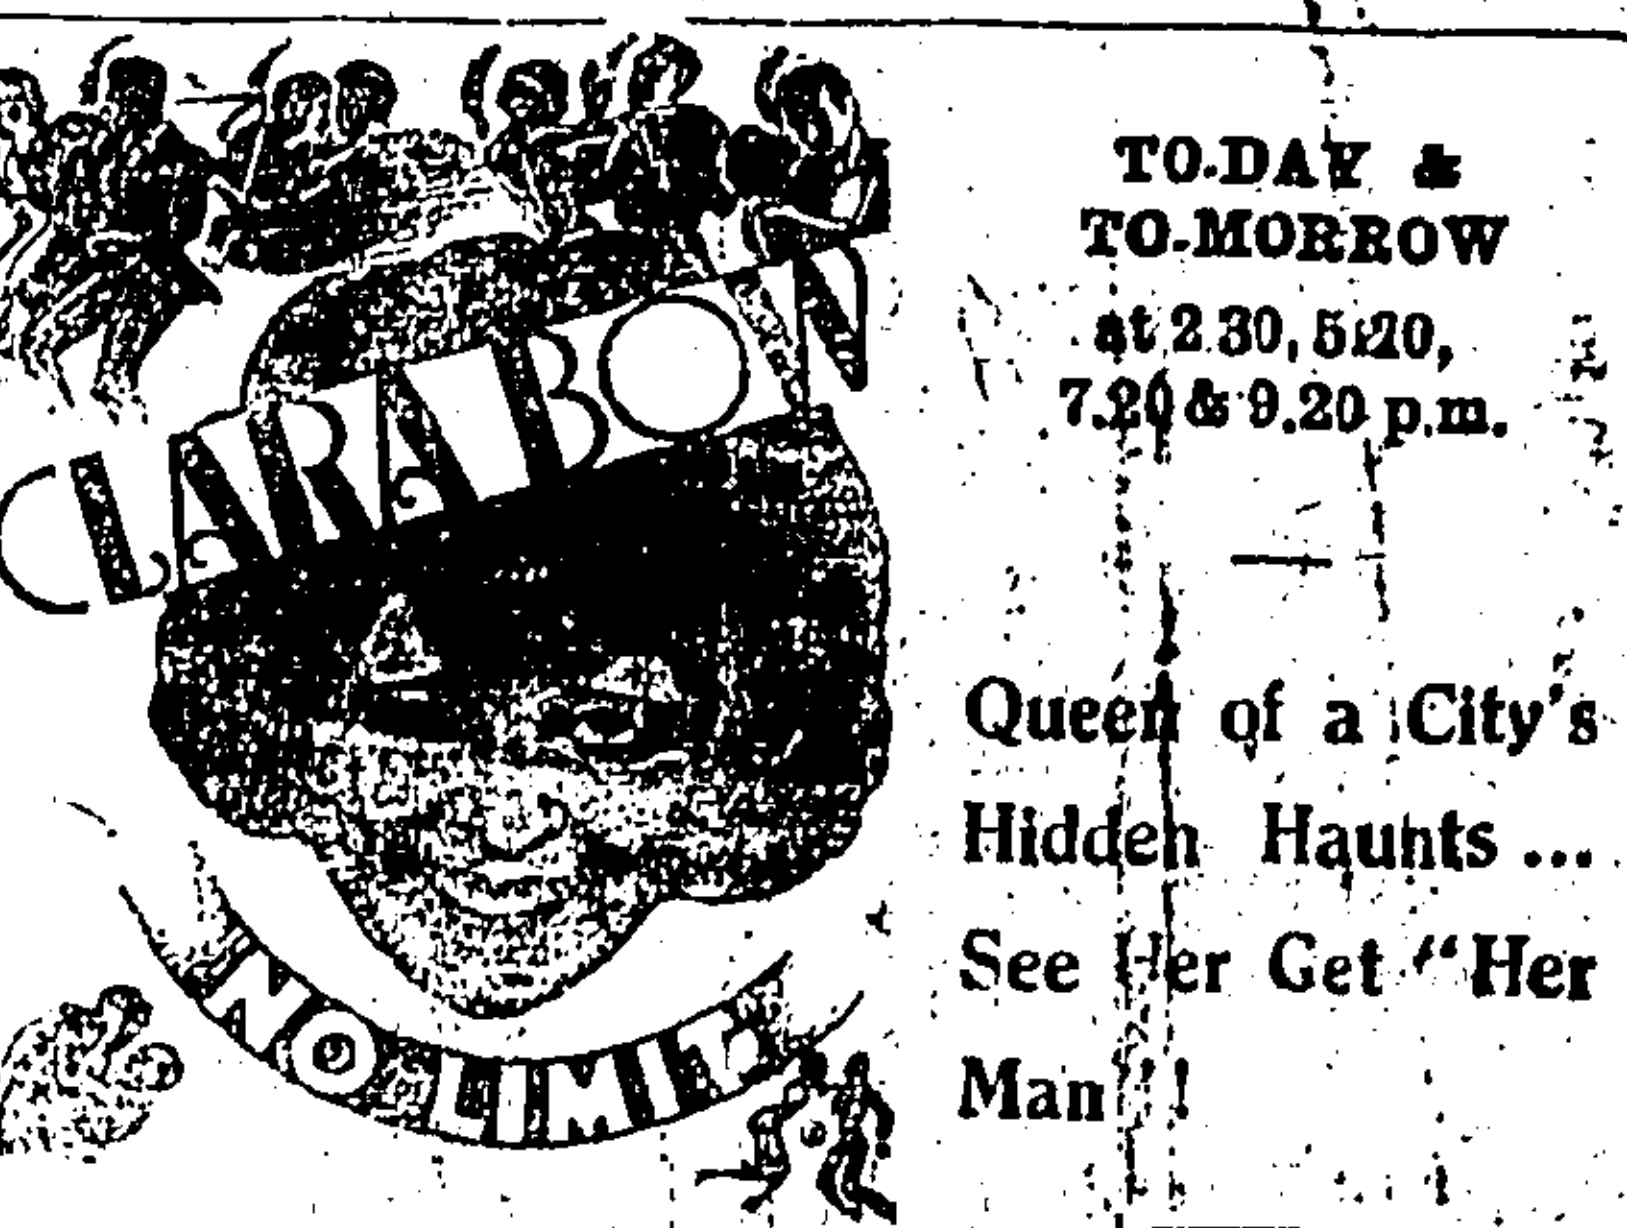 CLARA BOW
NO LIMIT
TO-DAY &
TO-MORROW
at 2.30, 5.20,
7.20 & 9.20 p.m.
Queen of a City's
Hidden Haunts ...
See Her Get "Her
Man"!